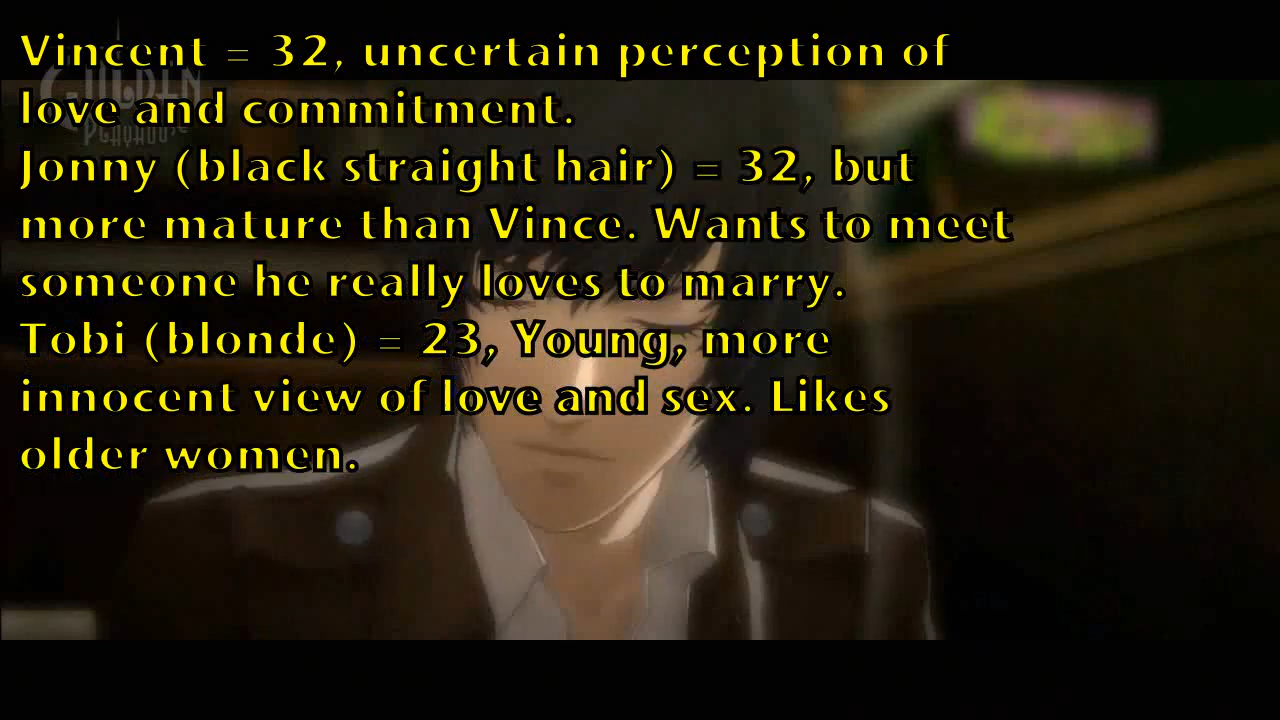 Vincent = 32, uncertain perception of
love and commitment.
Jonny (black straight hair) = 32, but
more mature than Vince. Wants to meet
someone he really loves to marry.
Tobi (blonde) = 23, Young, more
innocent view of love and sex. Likes
older women.
GOLDEN
PLAYHOUSE